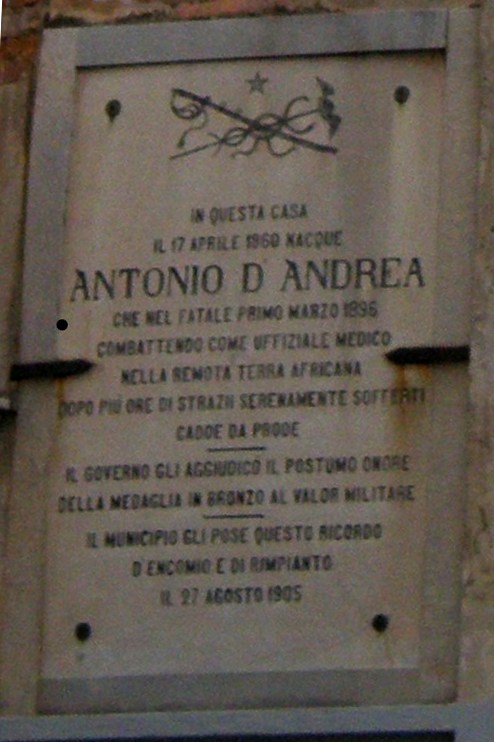 IN QUESTA CASA
IL 17 APRILE 1860 NACQUE
ANTONIO D'ANDREA
CHE NEL FATALE PRIMO MARZO 1896
COMBATTENDO COME UFFIZIALE MEDICO
NELLA REMOTA TERRA AFRICANA
DOPO PIÙ ORE DI STRAZII SERENAMENTE SOFFERTI
CADDE DA PRODE
IL GOVERNO GLI AGGIUDICÒ IL POSTUMO ONORE
DELLA MEDAGLIA IN BRONZO AL VALOR MILITARE
IL MUNICIPIO GLI POSE QUESTO RICORDO
D'ENCOMIO E DI RIMPIANTO
IL 27 AGOSTO 1905